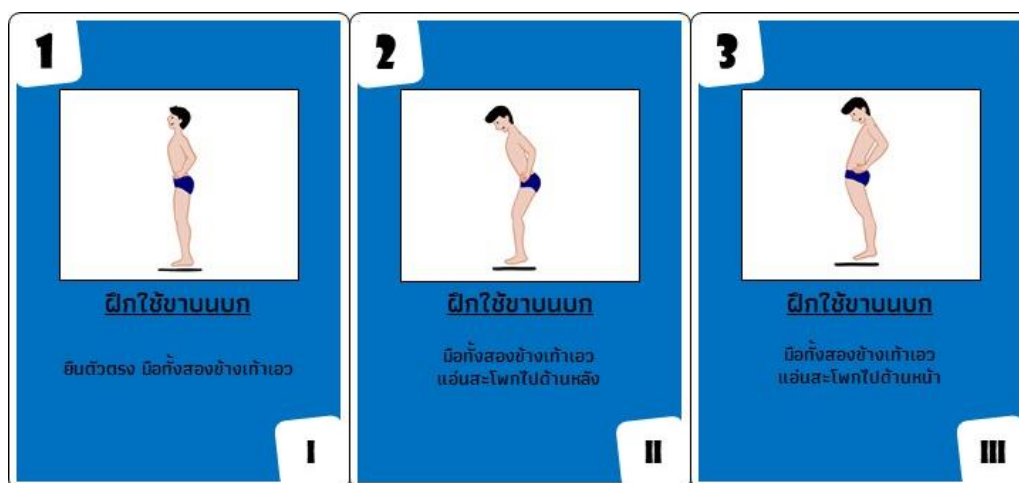 1
ฝึกใช้ขาบนบก
ยืนตัวตรง มือทั้งสองข้างเท้าเอว
I
2
ฝึกใช้ขาบนบก
มือทั้งสองข้างเท้าเอว
แอ่นสะโพกไปด้านหลัง
II
3
ฝึกใช้ขาบนบก
มือทั้งสองข้างเท้าเอว
แอ่นสะโพกไปด้านหน้า
III